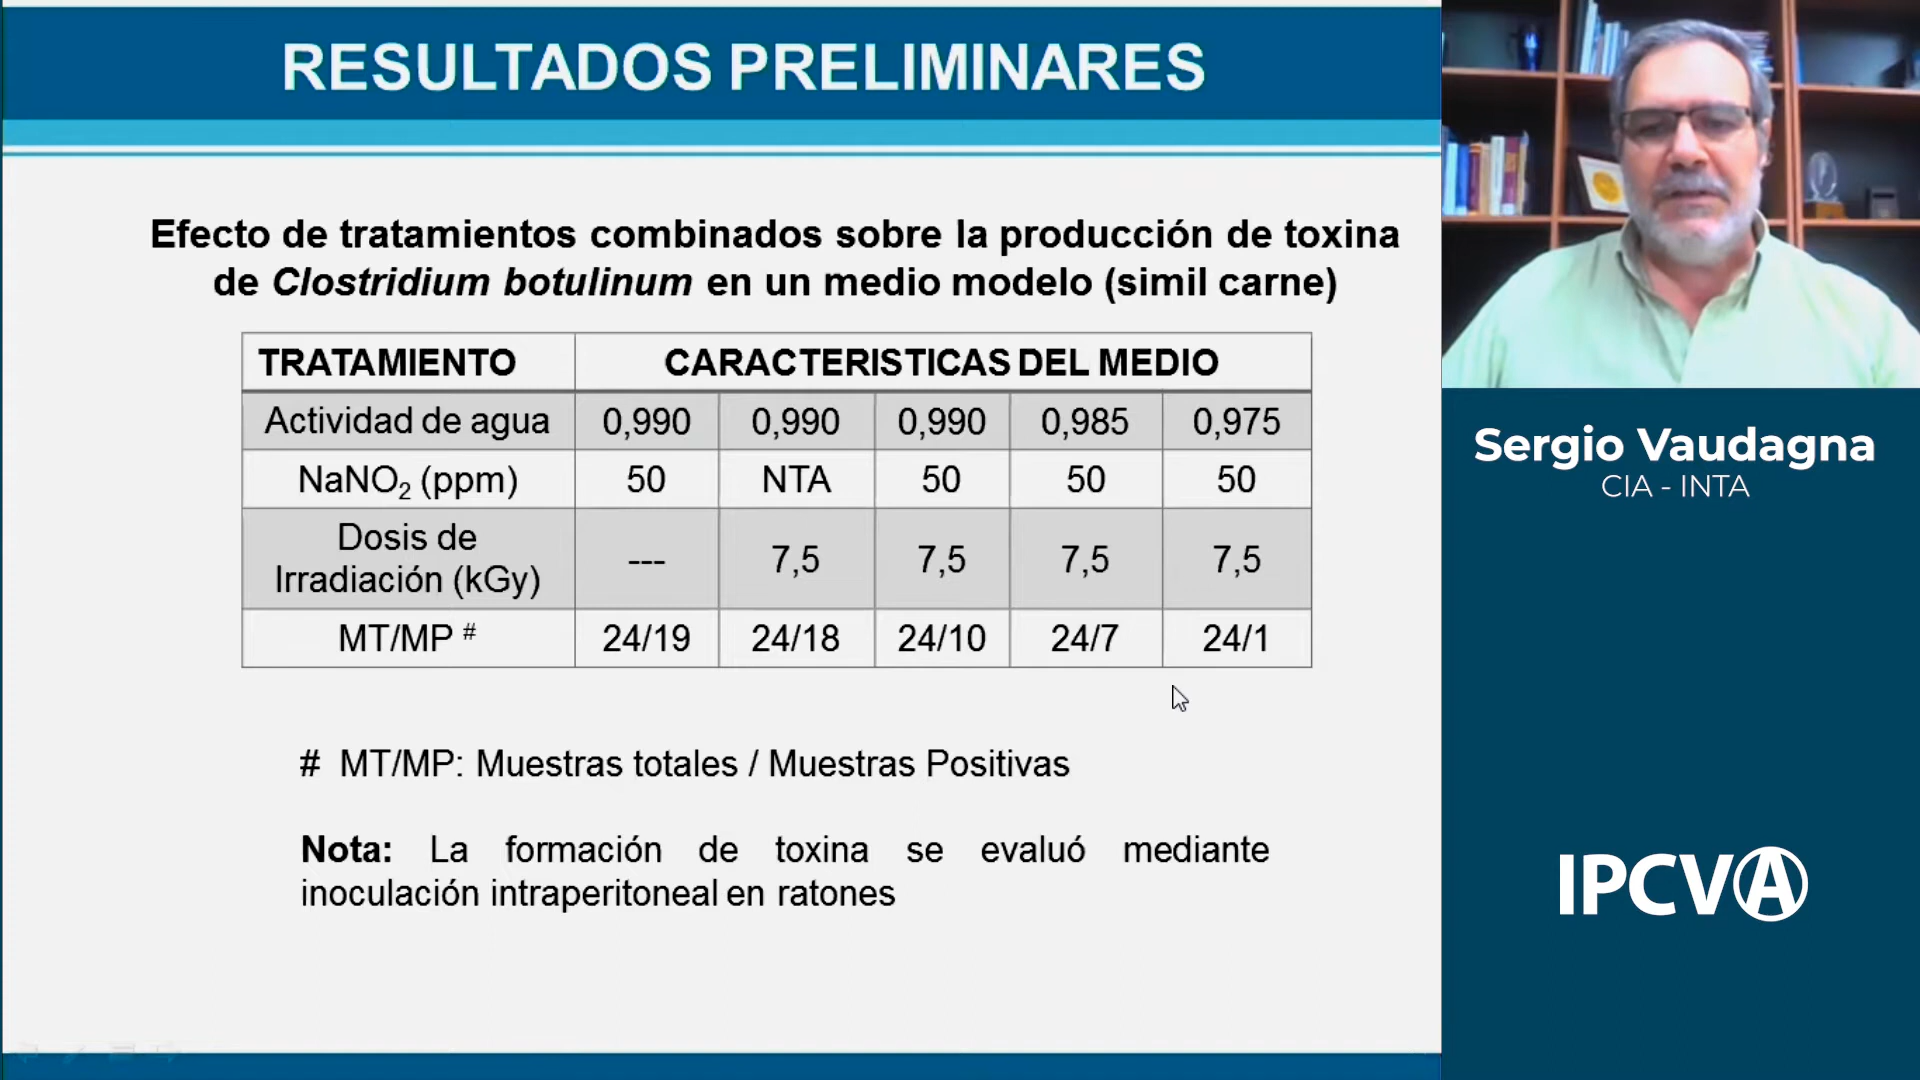 RESULTADOS PRELIMINARES
Efecto de tratamientos combinados sobre la producción de toxina
de Clostridium botulinum en un medio modelo (simil carne)
TRATAMIENTO CARACTERISTICAS DEL MEDIO
Actividad de agua 0,990 0,990 0,990 0,985 0,975
NaNO₂ (ppm) 50 NTA 50 50 50
Dosis de
Irradiación (kGy) --- 7,5 7,5 7,5 7,5
MT/MP # 24/19 24/18 24/10 24/7 24/1
# MT/MP: Muestras totales / Muestras Positivas
Nota: La formación de toxina se evaluó mediante
inoculación intraperitoneal en ratones
Sergio Vaudagna
CIA - INTA
IPCVA